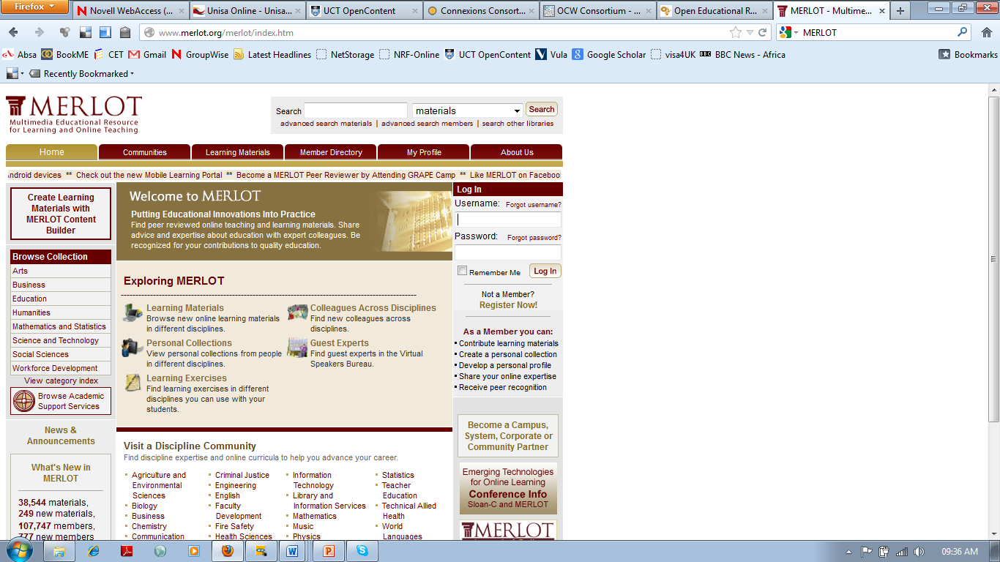 Firefox
Novell WebAccess (...
Unisa Online - Unisa...
UCT OpenContent
Connexions Consort...
OCW Consortium - ...
Open Educational R...
MERLOT - Multime...
www.merlot.org/merlot/index.htm
MERLOT
Absa
BookME
CET
Gmail
GroupWise
Latest Headlines
NetStorage
NRF-Online
UCT OpenContent
Vula
Google Scholar
visa4UK
BBC News - Africa
Bookmarks
Recently Bookmarked
MERLOT
Multimedia Educational Resource
for Learning and Online Teaching
Search
materials
Search
advanced search materials | advanced search members | search other libraries
Home
Communities
Learning Materials
Member Directory
My Profile
About Us
Android devices ** Check out the new Mobile Learning Portal ** Become a MERLOT Peer Reviewer by Attending GRAPE Camp ** Like MERLOT on Faceboo
Create Learning
Materials with
MERLOT Content
Builder
Browse Collection
Arts
Business
Education
Humanities
Mathematics and Statistics
Science and Technology
Social Sciences
Workforce Development
View category index
Browse Academic
Support Services
News &
Announcements
What's New in
MERLOT
38,544 materials,
249 new materials,
107,747 members,
777 new members
Welcome to MERLOT
Putting Educational Innovations Into Practice
Find peer reviewed online teaching and learning materials. Share
advice and expertise about education with expert colleagues. Be
recognized for your contributions to quality education.
Exploring MERLOT
Learning Materials
Browse new online learning materials
in different disciplines.
Personal Collections
View personal collections from people
in different disciplines.
Learning Exercises
Find learning exercises in different
disciplines you can use with your
students.
Colleagues Across Disciplines
Find new colleagues across
disciplines.
Guest Experts
Find guest experts in the Virtual
Speakers Bureau.
Visit a Discipline Community
Find discipline expertise and online curricula to help you advance your career.
Agriculture and
Environmental
Sciences
Biology
Business
Chemistry
Communication
Criminal Justice
Engineering
English
Faculty
Development
Fire Safety
Health Sciences
Information
Technology
Library and
Information Services
Mathematics
Music
Physics
Statistics
Teacher
Education
Technical Allied
Health
World
Languages
Log In
Username: Forgot username?
Password: Forgot password?
Remember Me
Log In
Not a Member?
Register Now!
As a Member you can:
Contribute learning materials
Create a personal collection
Develop a personal profile
Share your online expertise
Receive peer recognition
Become a Campus,
System, Corporate or
Community Partner
Emerging Technologies
for Online Learning
Conference Info
Sloan-C and MERLOT
MERLOT
09:36 AM